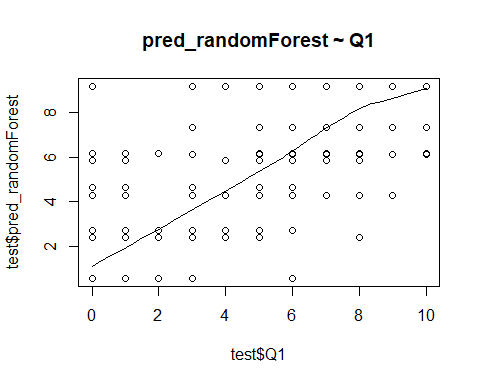 pred_randomForest ~ Q1
test$pred_randomForest
8
6
4
2
0 2 4 6 8 10
test$Q1